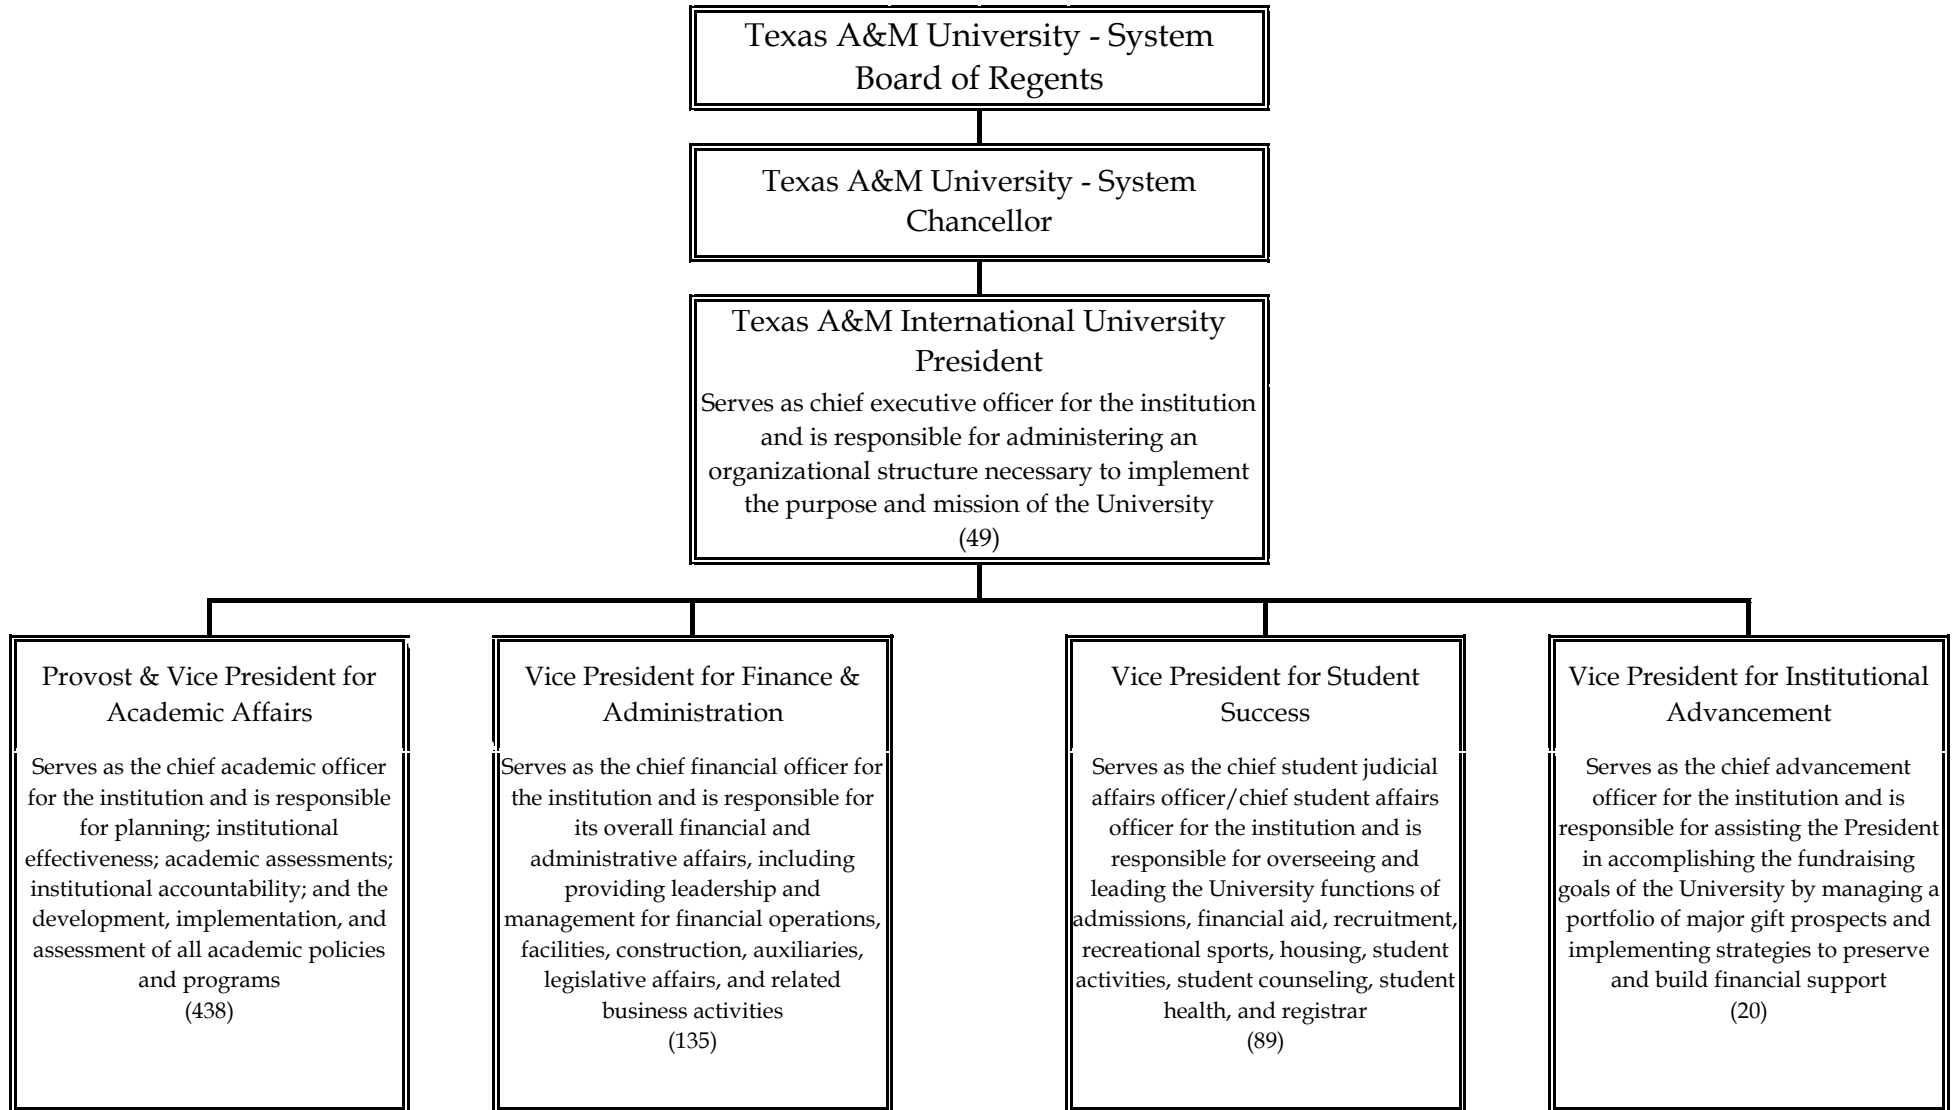 Texas A&M University - System
Board of Regents
Texas A&M University - System
Chancellor
Texas A&M International University
President
Serves as chief executive officer for the institution
and is responsible for administering an
organizational structure necessary to implement
the purpose and mission of the University
(49)
Provost & Vice President for
Academic Affairs
Serves as the chief academic officer
for the institution and is responsible
for planning; institutional
effectiveness; academic assessments;
institutional accountability; and the
development, implementation, and
assessment of all academic policies
and programs
(438)
Vice President for Finance &
Administration
Serves as the chief financial officer for
the institution and is responsible for
its overall financial and
administrative affairs, including
providing leadership and
management for financial operations,
facilities, construction, auxiliaries,
legislative affairs, and related
business activities
(135)
Vice President for Student
Success
Serves as the chief student judicial
affairs officer/chief student affairs
officer for the institution and is
responsible for overseeing and
leading the University functions of
admissions, financial aid, recruitment,
recreational sports, housing, student
activities, student counseling, student
health, and registrar
(89)
Vice President for Institutional
Advancement
Serves as the chief advancement
officer for the institution and is
responsible for assisting the President
in accomplishing the fundraising
goals of the University by managing a
portfolio of major gift prospects and
implementing strategies to preserve
and build financial support
(20)